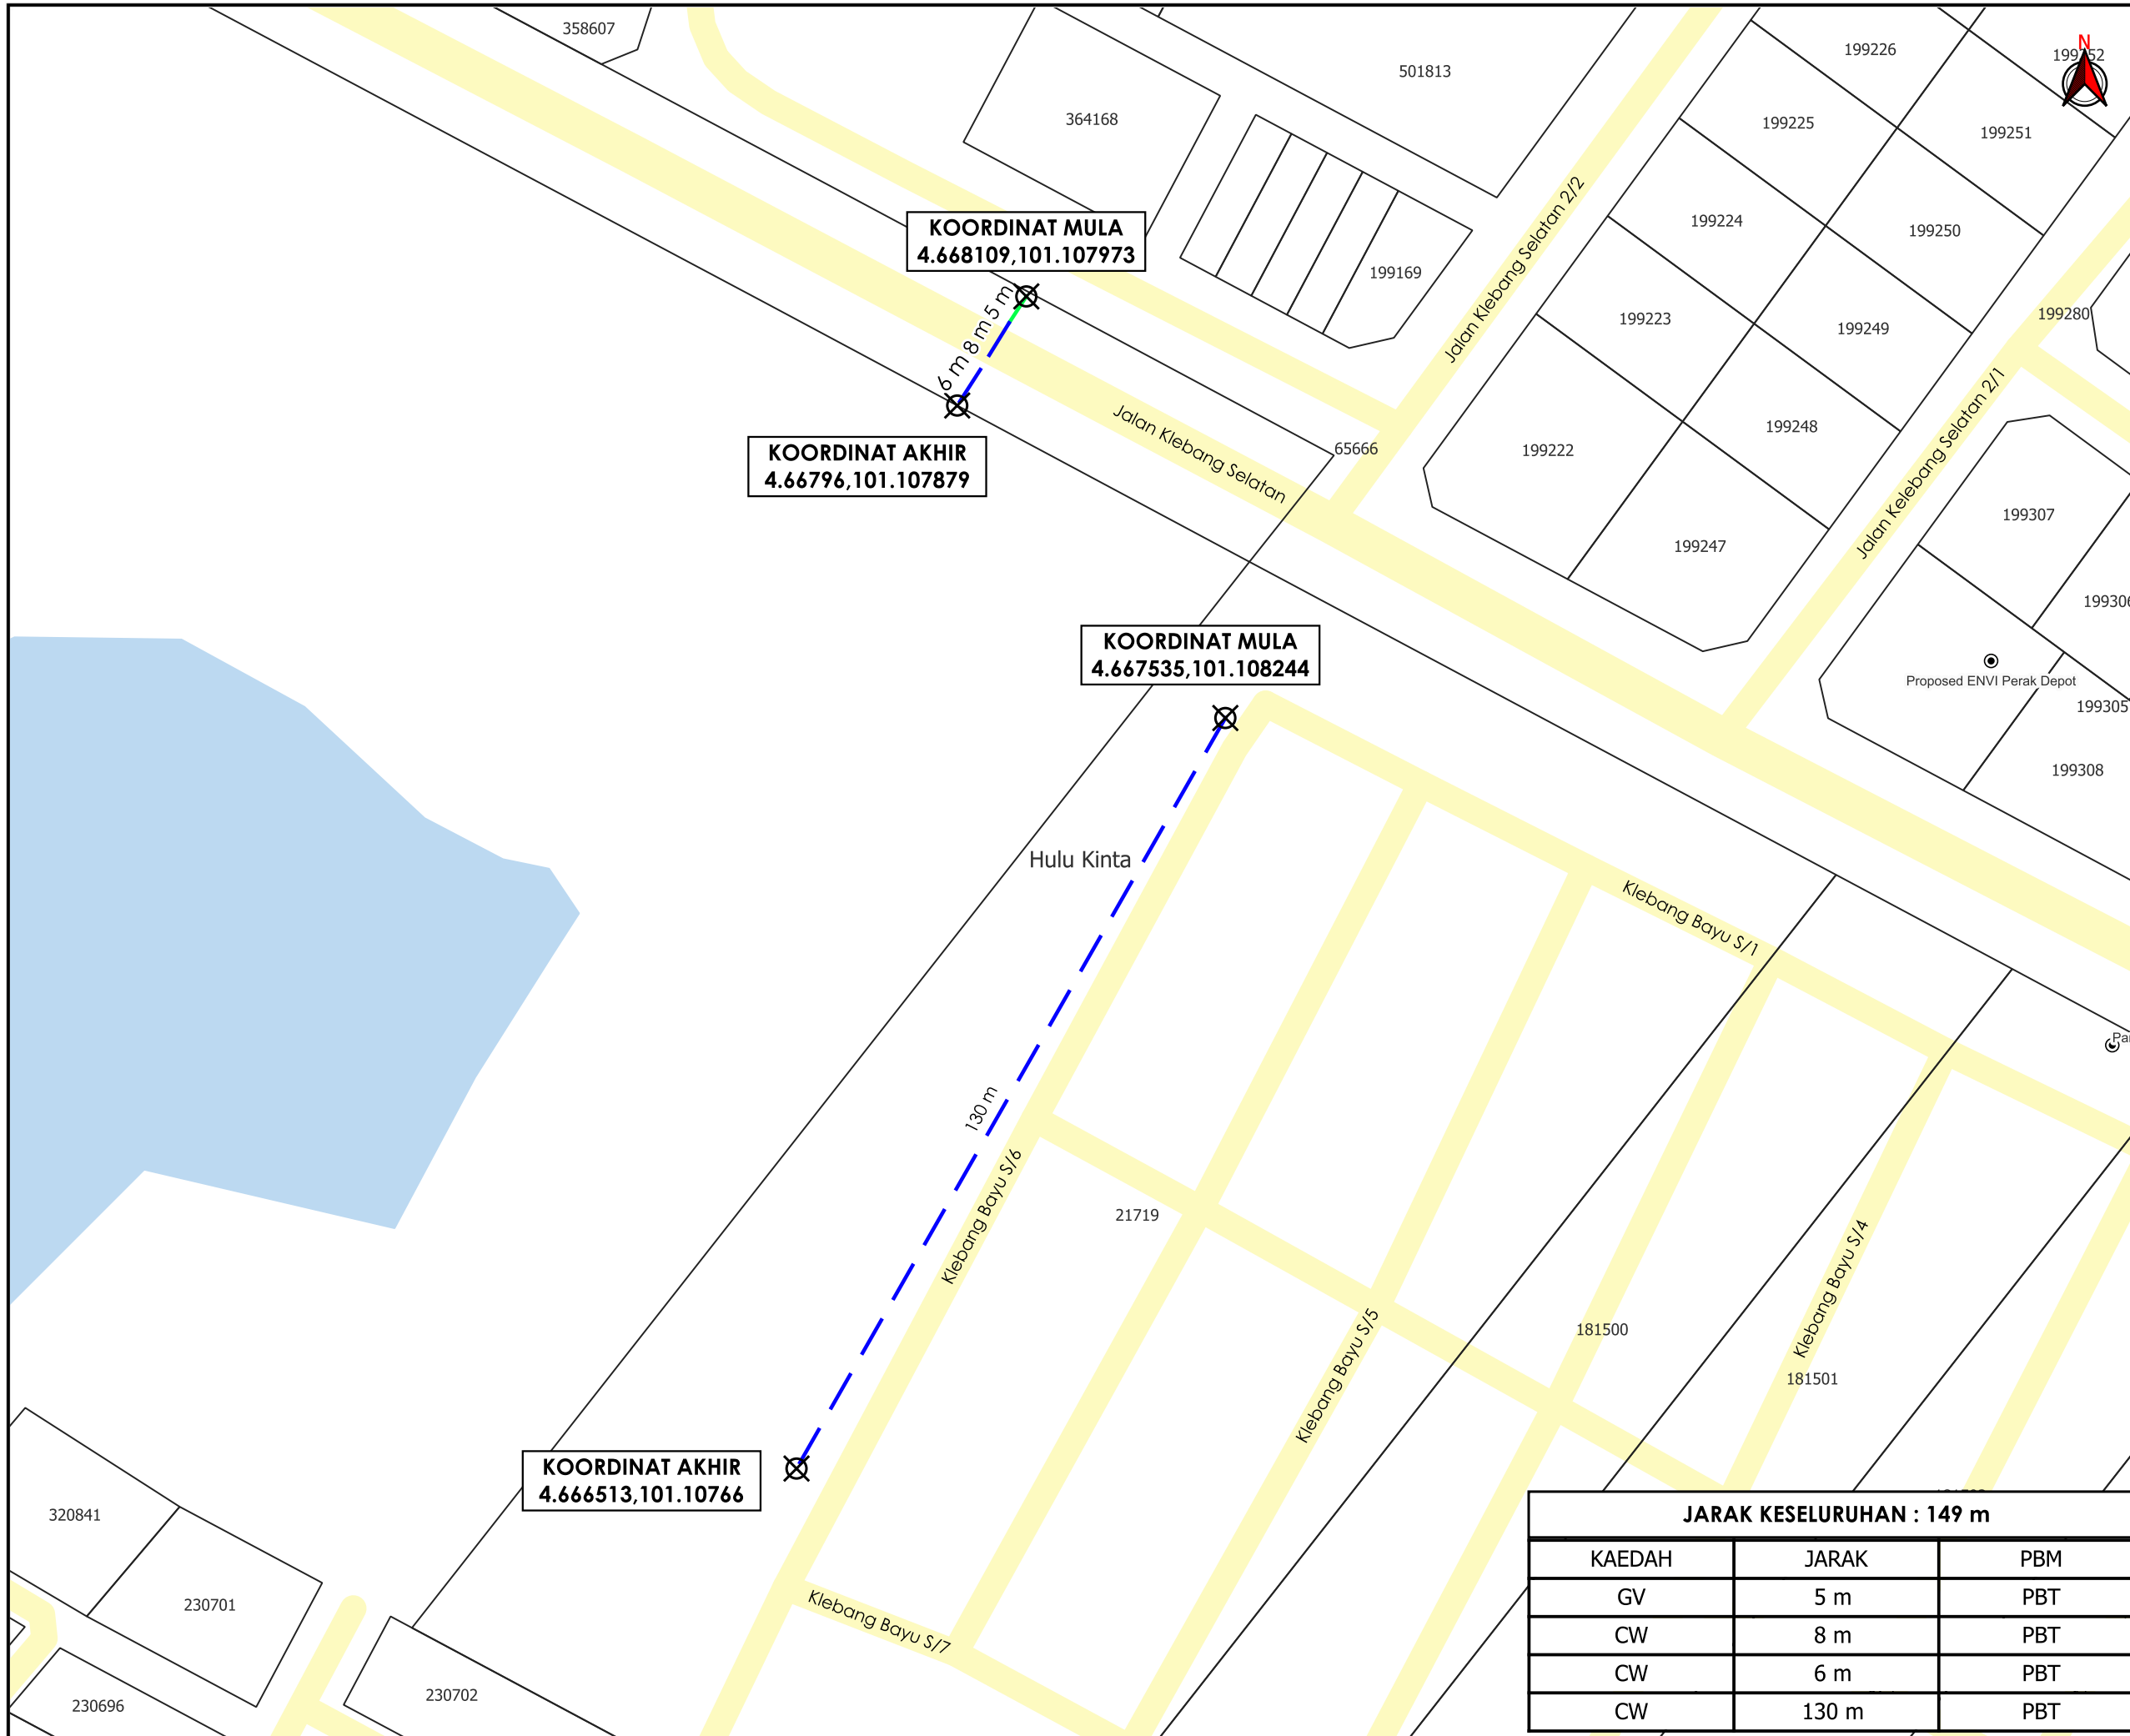 358607
501813
199226
N
364168
199225
199251
199224
199250
Jalan Klebang Selatan 2/2
KOORDINAT MULA
4.668109,101.107973
199169
5 m
8 m
6 m
199223
199249
199280
Jalan Klebang Selatan
65666
199222
199248
Jalan Kelebang Selatan 2/1
KOORDINAT AKHIR
4.66796,101.107879
199247
199307
KOORDINAT MULA
4.667535,101.108244
Proposed ENVI Perak Depot
199305
199308
Hulu Kinta
Klebang Bayu S/1
130 m
Klebang Bayu S/6
21719
Klebang Bayu S/5
181500
Klebang Bayu S/4
181501
KOORDINAT AKHIR
4.666513,101.10766
320841
230701
Klebang Bayu S/7
230696
230702
JARAK KESELURUHAN : 149 m
KAEDAH JARAK PBM
GV 5 m PBT
CW 8 m PBT
CW 6 m PBT
CW 130 m PBT